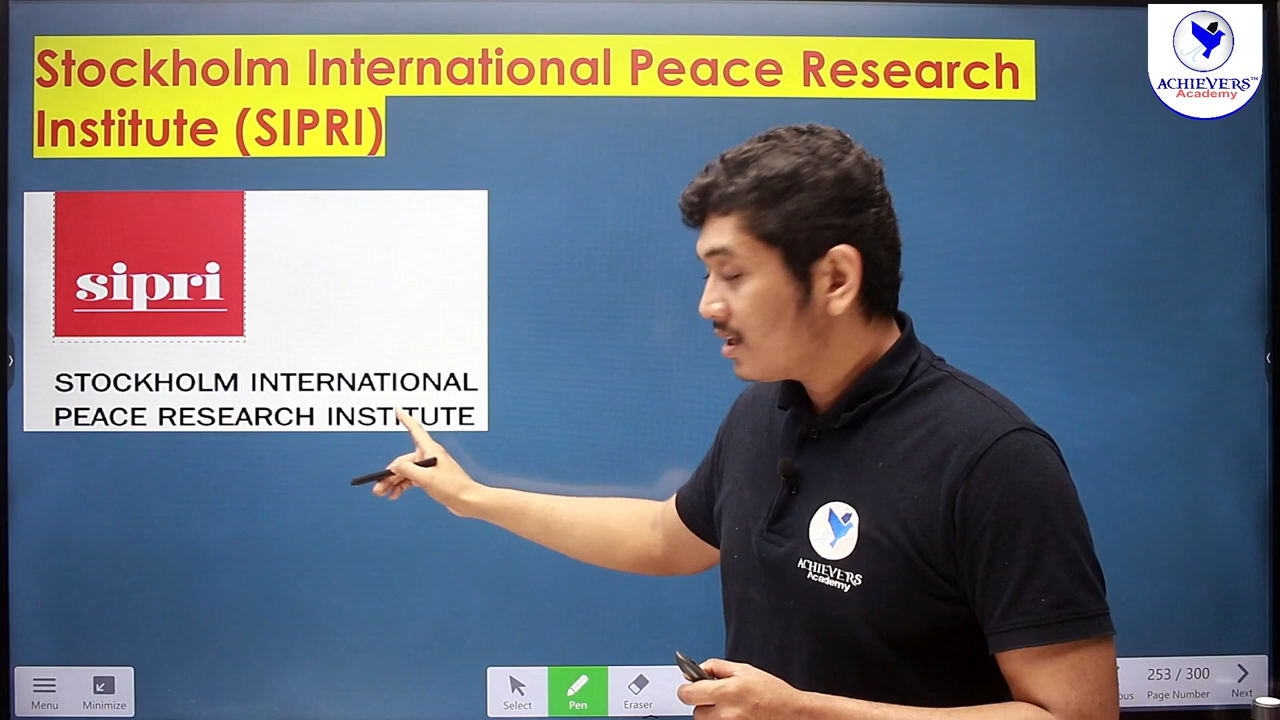 Stockholm International Peace Research
Institute (SIPRI)
ACHIEVERS™
Academy
sipri
STOCKHOLM INTERNATIONAL
PEACE RESEARCH INSTITUTE
ACHIEVERS
Academy
Menu
Minimize
Select
Pen
Eraser
253 / 300
Page Number
Next